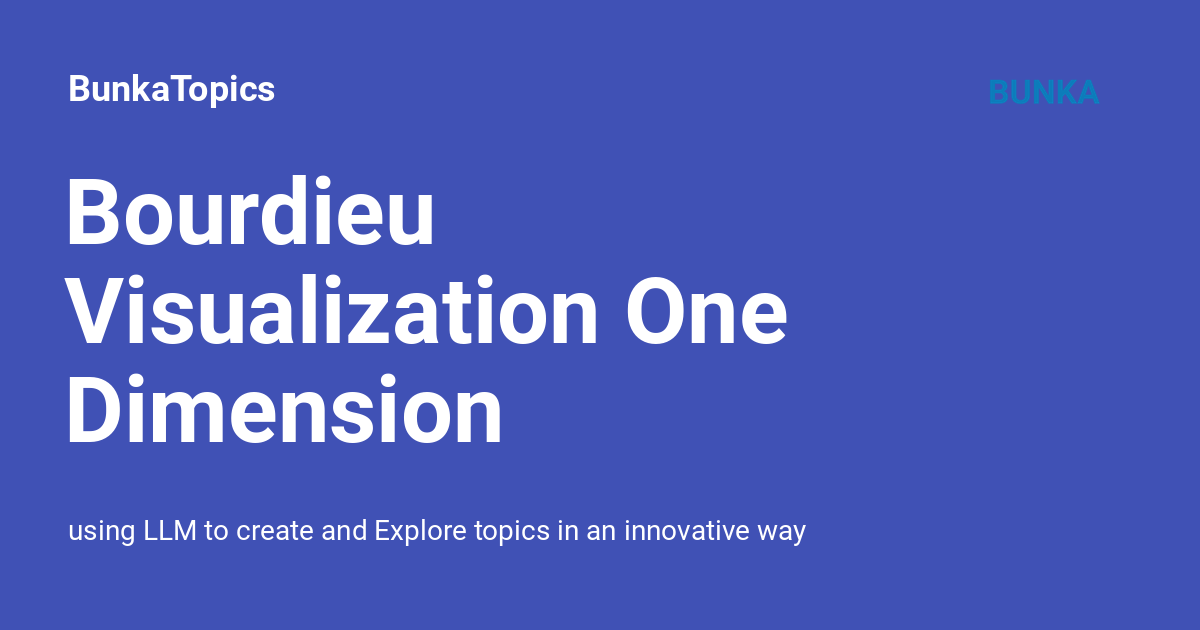 BunkaTopics
BUNKA
Bourdieu
Visualization One
Dimension
using LLM to create and Explore topics in an innovative way